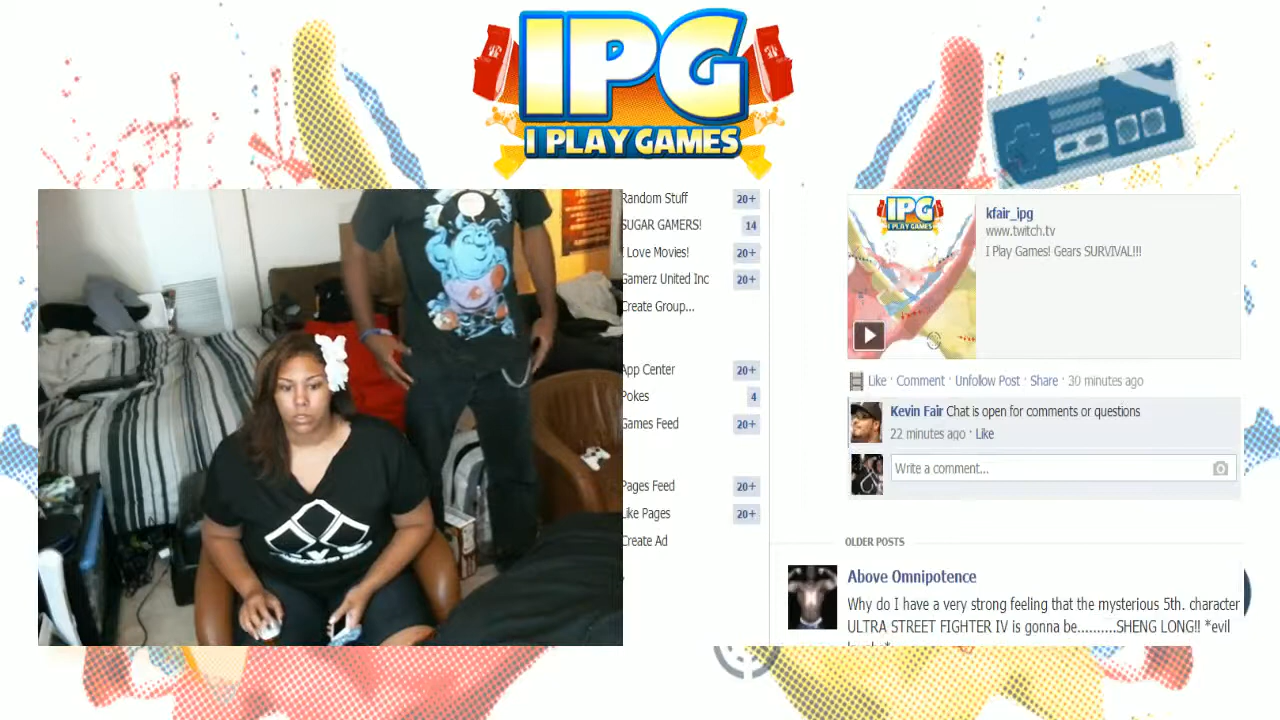 IPG
I PLAY GAMES
Random Stuff 20+
SUGAR GAMERS! 14
I Love Movies! 20+
Gamerz United Inc 20+
Create Group...
App Center 20+
Pokes 4
Games Feed 20+
Pages Feed 20+
Like Pages 20+
Create Ad
IPG
I PLAY GAMES
kfair_ipg
www.twitch.tv
I Play Games! Gears SURVIVAL!!!
Like · Comment · Unfollow Post · Share · 30 minutes ago
Kevin Fair Chat is open for comments or questions
22 minutes ago · Like
Write a comment...
OLDER POSTS
Above Omnipotence
Why do I have a very strong feeling that the mysterious 5th. character
ULTRA STREET FIGHTER IV is gonna be..........SHENG LONG!! *evil